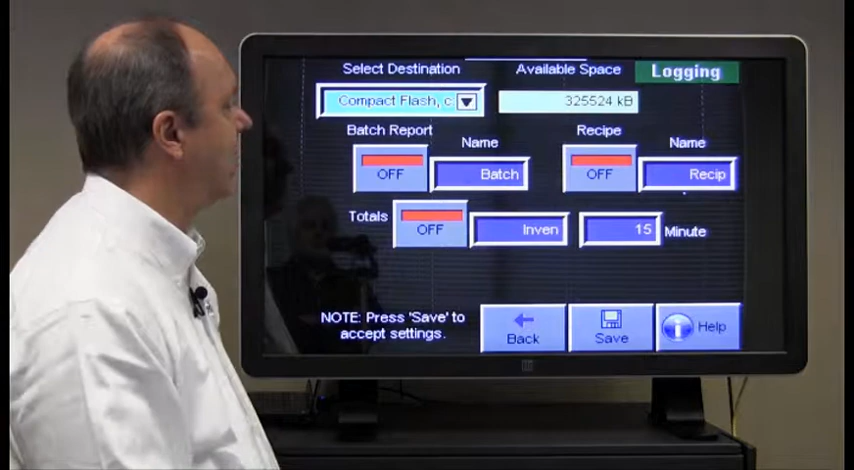 Select Destination Available Space Logging
Compact Flash, c 325524 kB
Batch Report Recipe
Name Name
OFF Batch OFF Recip
Totals OFF Inven 15 Minute
NOTE: Press 'Save' to
accept settings.
Back Save Help